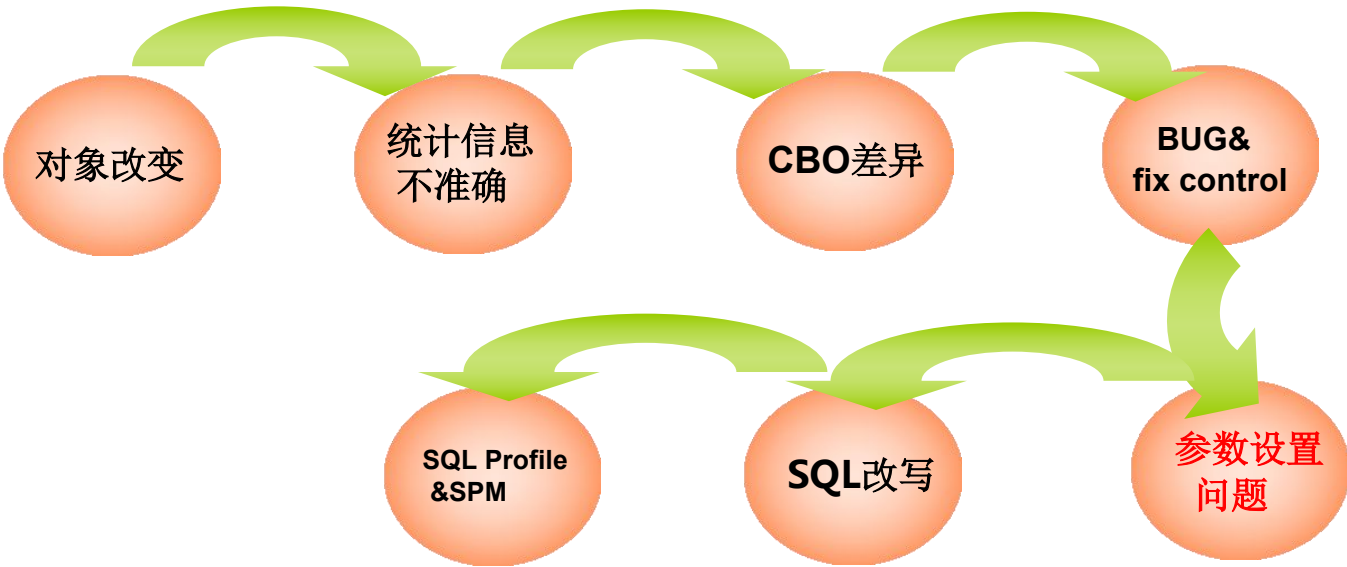 对象改变
统计信息
不准确
CBO差异
BUG&
fix control
SQL Profile
&SPM
SQL改写
参数设置
问题